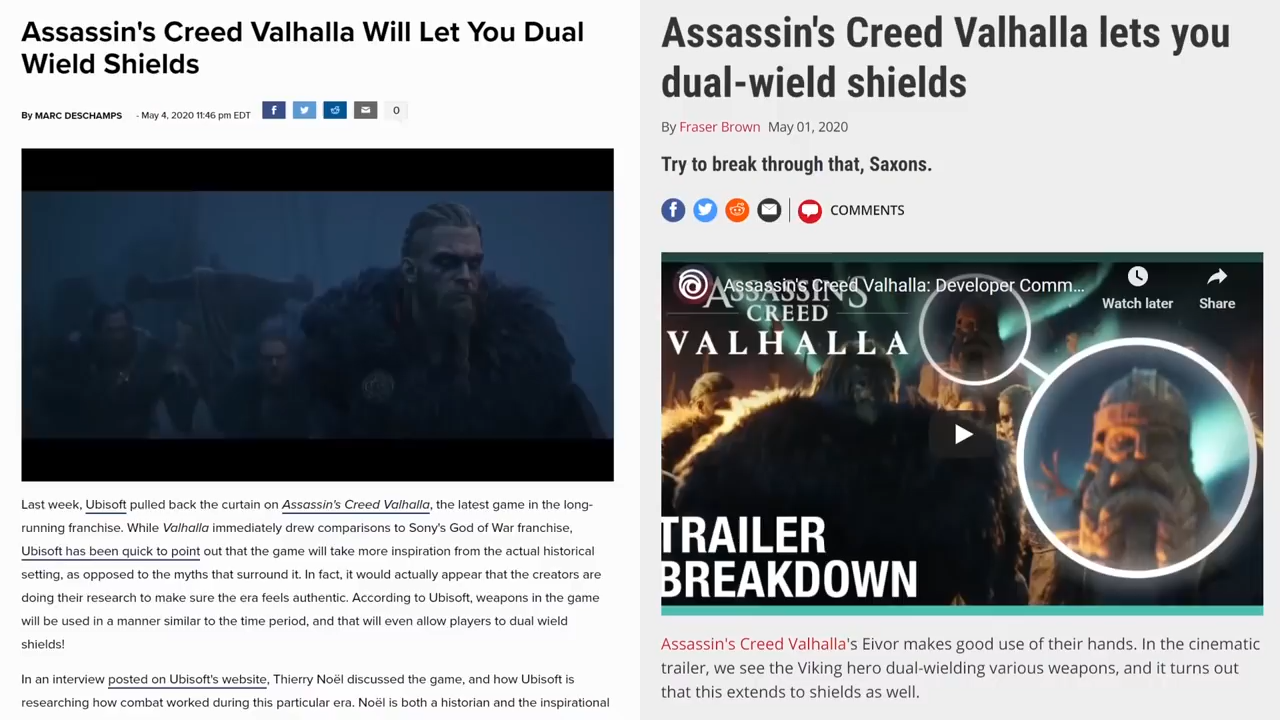 Assassin's Creed Valhalla Will Let You Dual
Wield Shields
By MARC DESCHAMPS - May 4, 2020 11:46 pm EDT
0
Last week, Ubisoft pulled back the curtain on Assassin's Creed Valhalla, the latest game in the long-
running franchise. While Valhalla immediately drew comparisons to Sony's God of War franchise,
Ubisoft has been quick to point out that the game will take more inspiration from the actual historical
setting, as opposed to the myths that surround it. In fact, it would actually appear that the creators are
doing their research to make sure the era feels authentic. According to Ubisoft, weapons in the game
will be used in a manner similar to the time period, and that will even allow players to dual wield
shields!
In an interview posted on Ubisoft's website, Thierry Noël discussed the game, and how Ubisoft is
researching how combat worked during this particular era. Noël is both a historian and the inspirational
Assassin's Creed Valhalla lets you
dual-wield shields
By Fraser Brown May 01, 2020
Try to break through that, Saxons.
COMMENTS
Assassin's Creed Valhalla: Developer Comm...
Watch later
Share
ASSASSIN'S
CREED
VALHALLA
TRAILER
BREAKDOWN
Assassin's Creed Valhalla's Eivor makes good use of their hands. In the cinematic
trailer, we see the Viking hero dual-wielding various weapons, and it turns out
that this extends to shields as well.